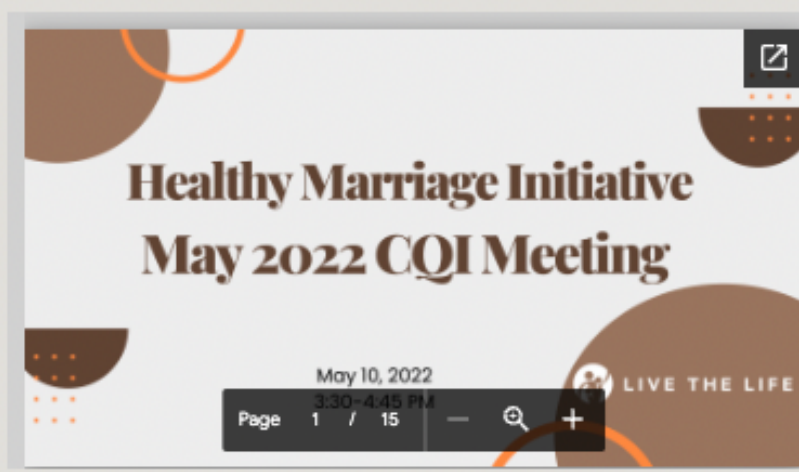 Healthy Marriage Initiative
May 2022 CQI Meeting
May 10, 2022
3:30-4:45 PM
LIVE THE LIFE
Page 1 / 15